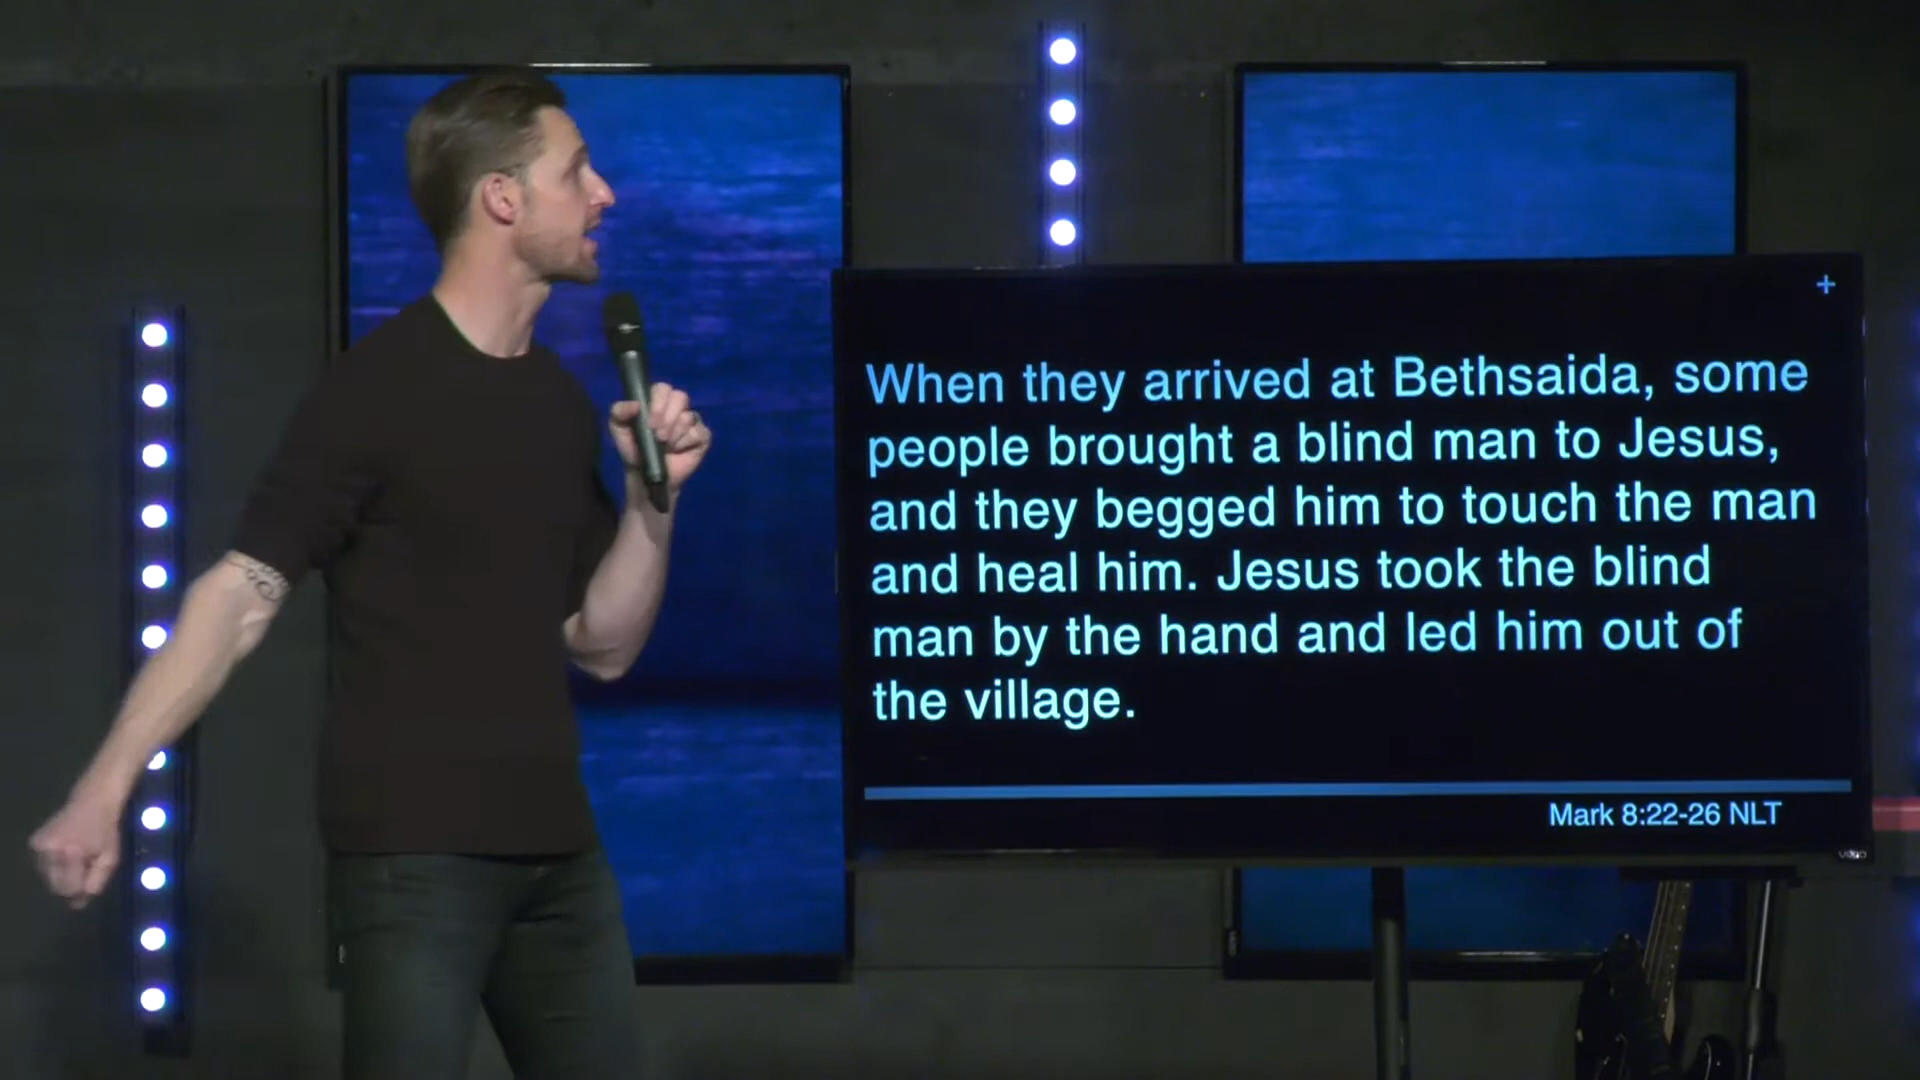 +
When they arrived at Bethsaida, some
people brought a blind man to Jesus,
and they begged him to touch the man
and heal him. Jesus took the blind
man by the hand and led him out of
the village.
Mark 8:22-26 NLT
VIZIO